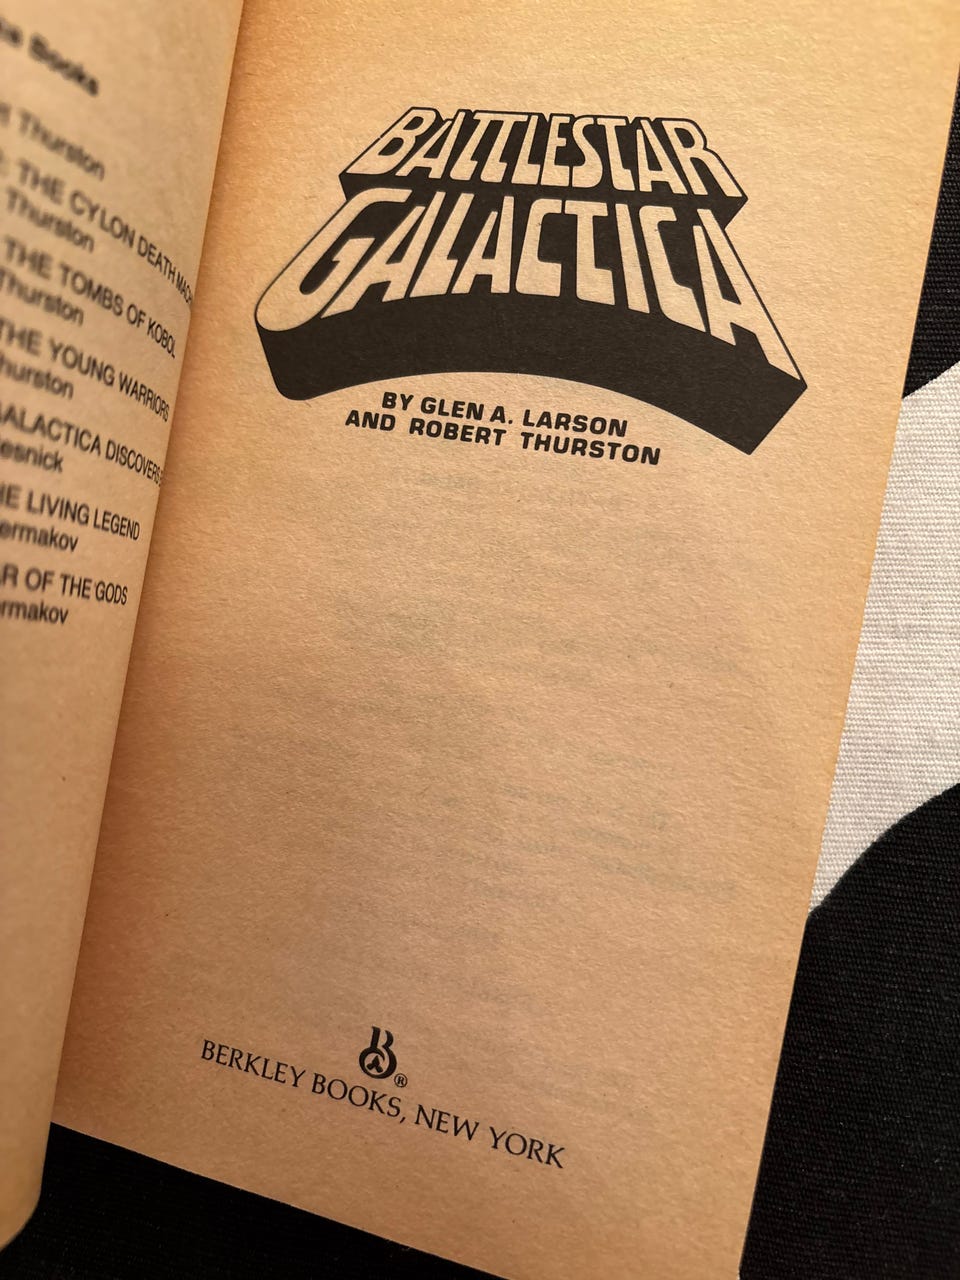 Books
Thurston
THE CYLON DEATH
Thurston
THE TOMBS OF KOBOL
Thurston
THE YOUNG WARRIORS
hurston
GALACTICA DISCOVERS
esnick
HE LIVING LEGEND
ermakov
R OF THE GODS
rmakov
BATTLESTAR
GALACTICA
BY GLEN A. LARSON
AND ROBERT THURSTON
B®
BERKLEY BOOKS, NEW YORK